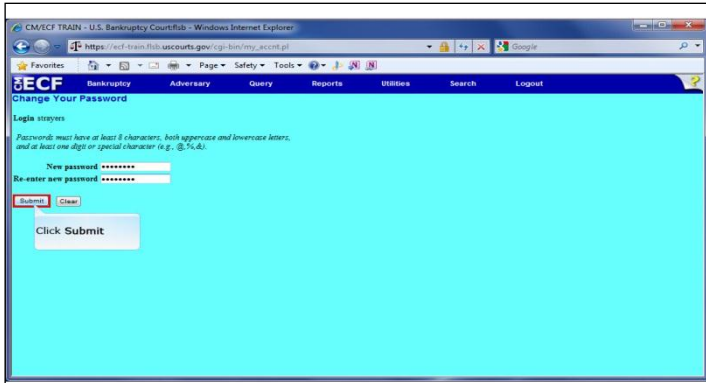 CM/ECF TRAIN - U.S. Bankruptcy Court:flsb - Windows Internet Explorer
https://ecf-train.flsb.uscourts.gov/cgi-bin/my_accnt.pl
Google
Favorites Page Safety Tools
ECF Bankruptcy Adversary Query Reports Utilities Search Logout ?
Change Your Password
Login strayers
Passwords must have at least 8 characters, both uppercase and lowercase letters,
and at least one digit or special character (e.g., @,%,&).
New password ••••••••
Re-enter new password ••••••••
Submit Clear
Click Submit